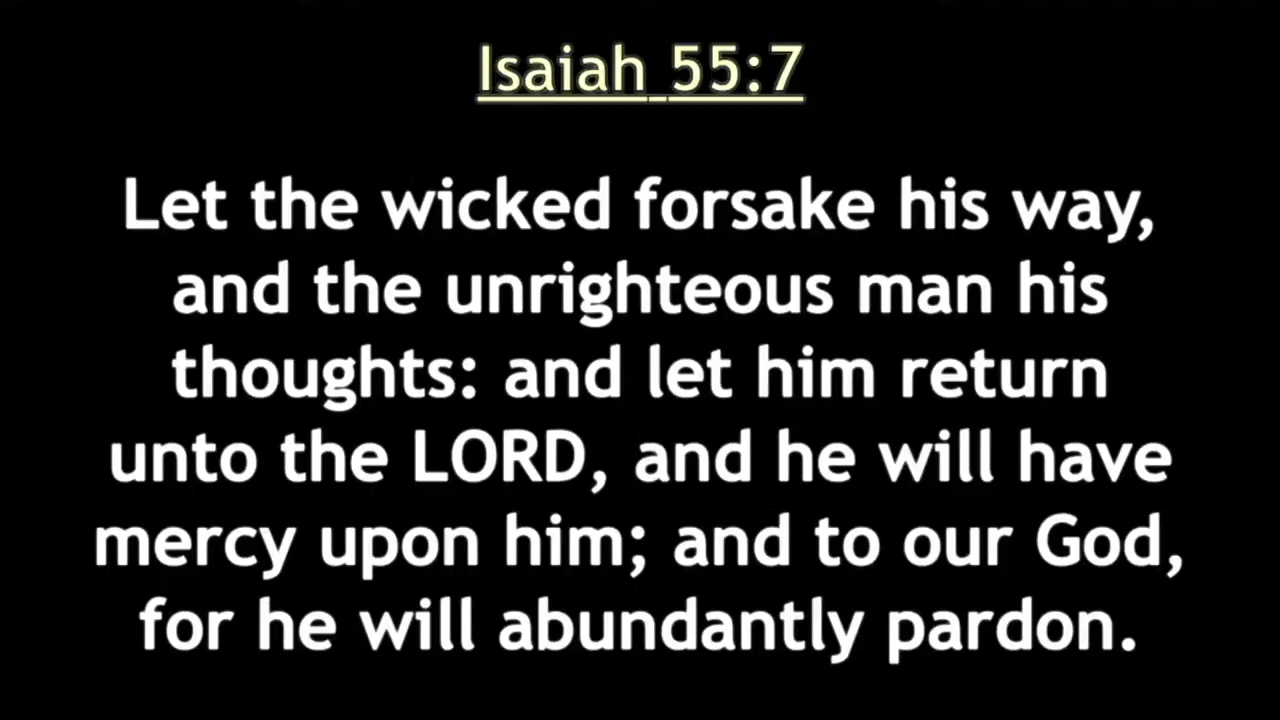 Isaiah 55:7
Let the wicked forsake his way,
and the unrighteous man his
thoughts: and let him return
unto the LORD, and he will have
mercy upon him; and to our God,
for he will abundantly pardon.